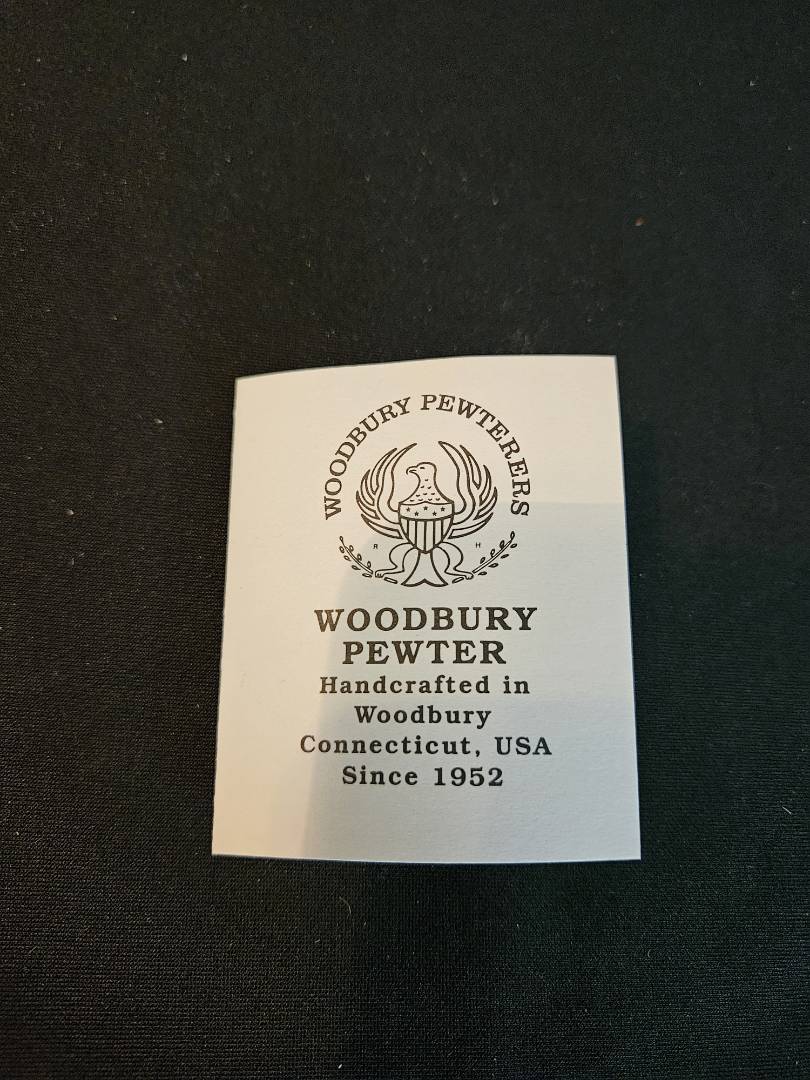 WOODBURY PEWTERERS
R H
WOODBURY
PEWTER
Handcrafted in
Woodbury
Connecticut, USA
Since 1952